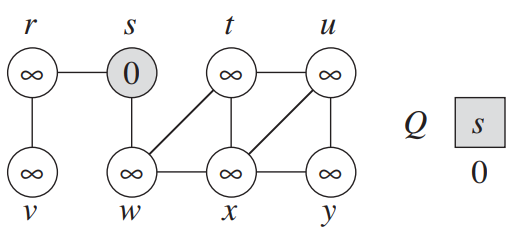 r s t u
∞ 0 ∞ ∞
Q s
0
∞ ∞ ∞ ∞
v w x y